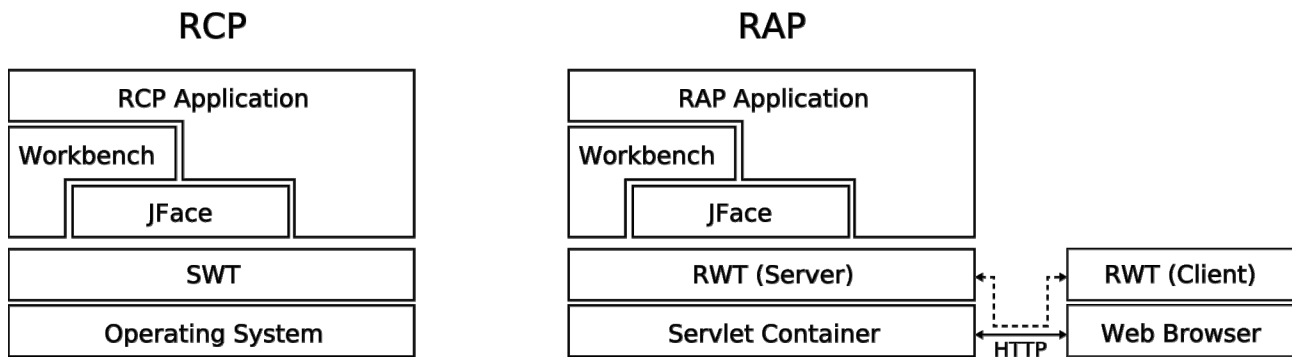 RCP
RAP
RCP Application
Workbench
JFace
SWT
Operating System
RAP Application
Workbench
JFace
RWT (Server)
Servlet Container
HTTP
RWT (Client)
Web Browser